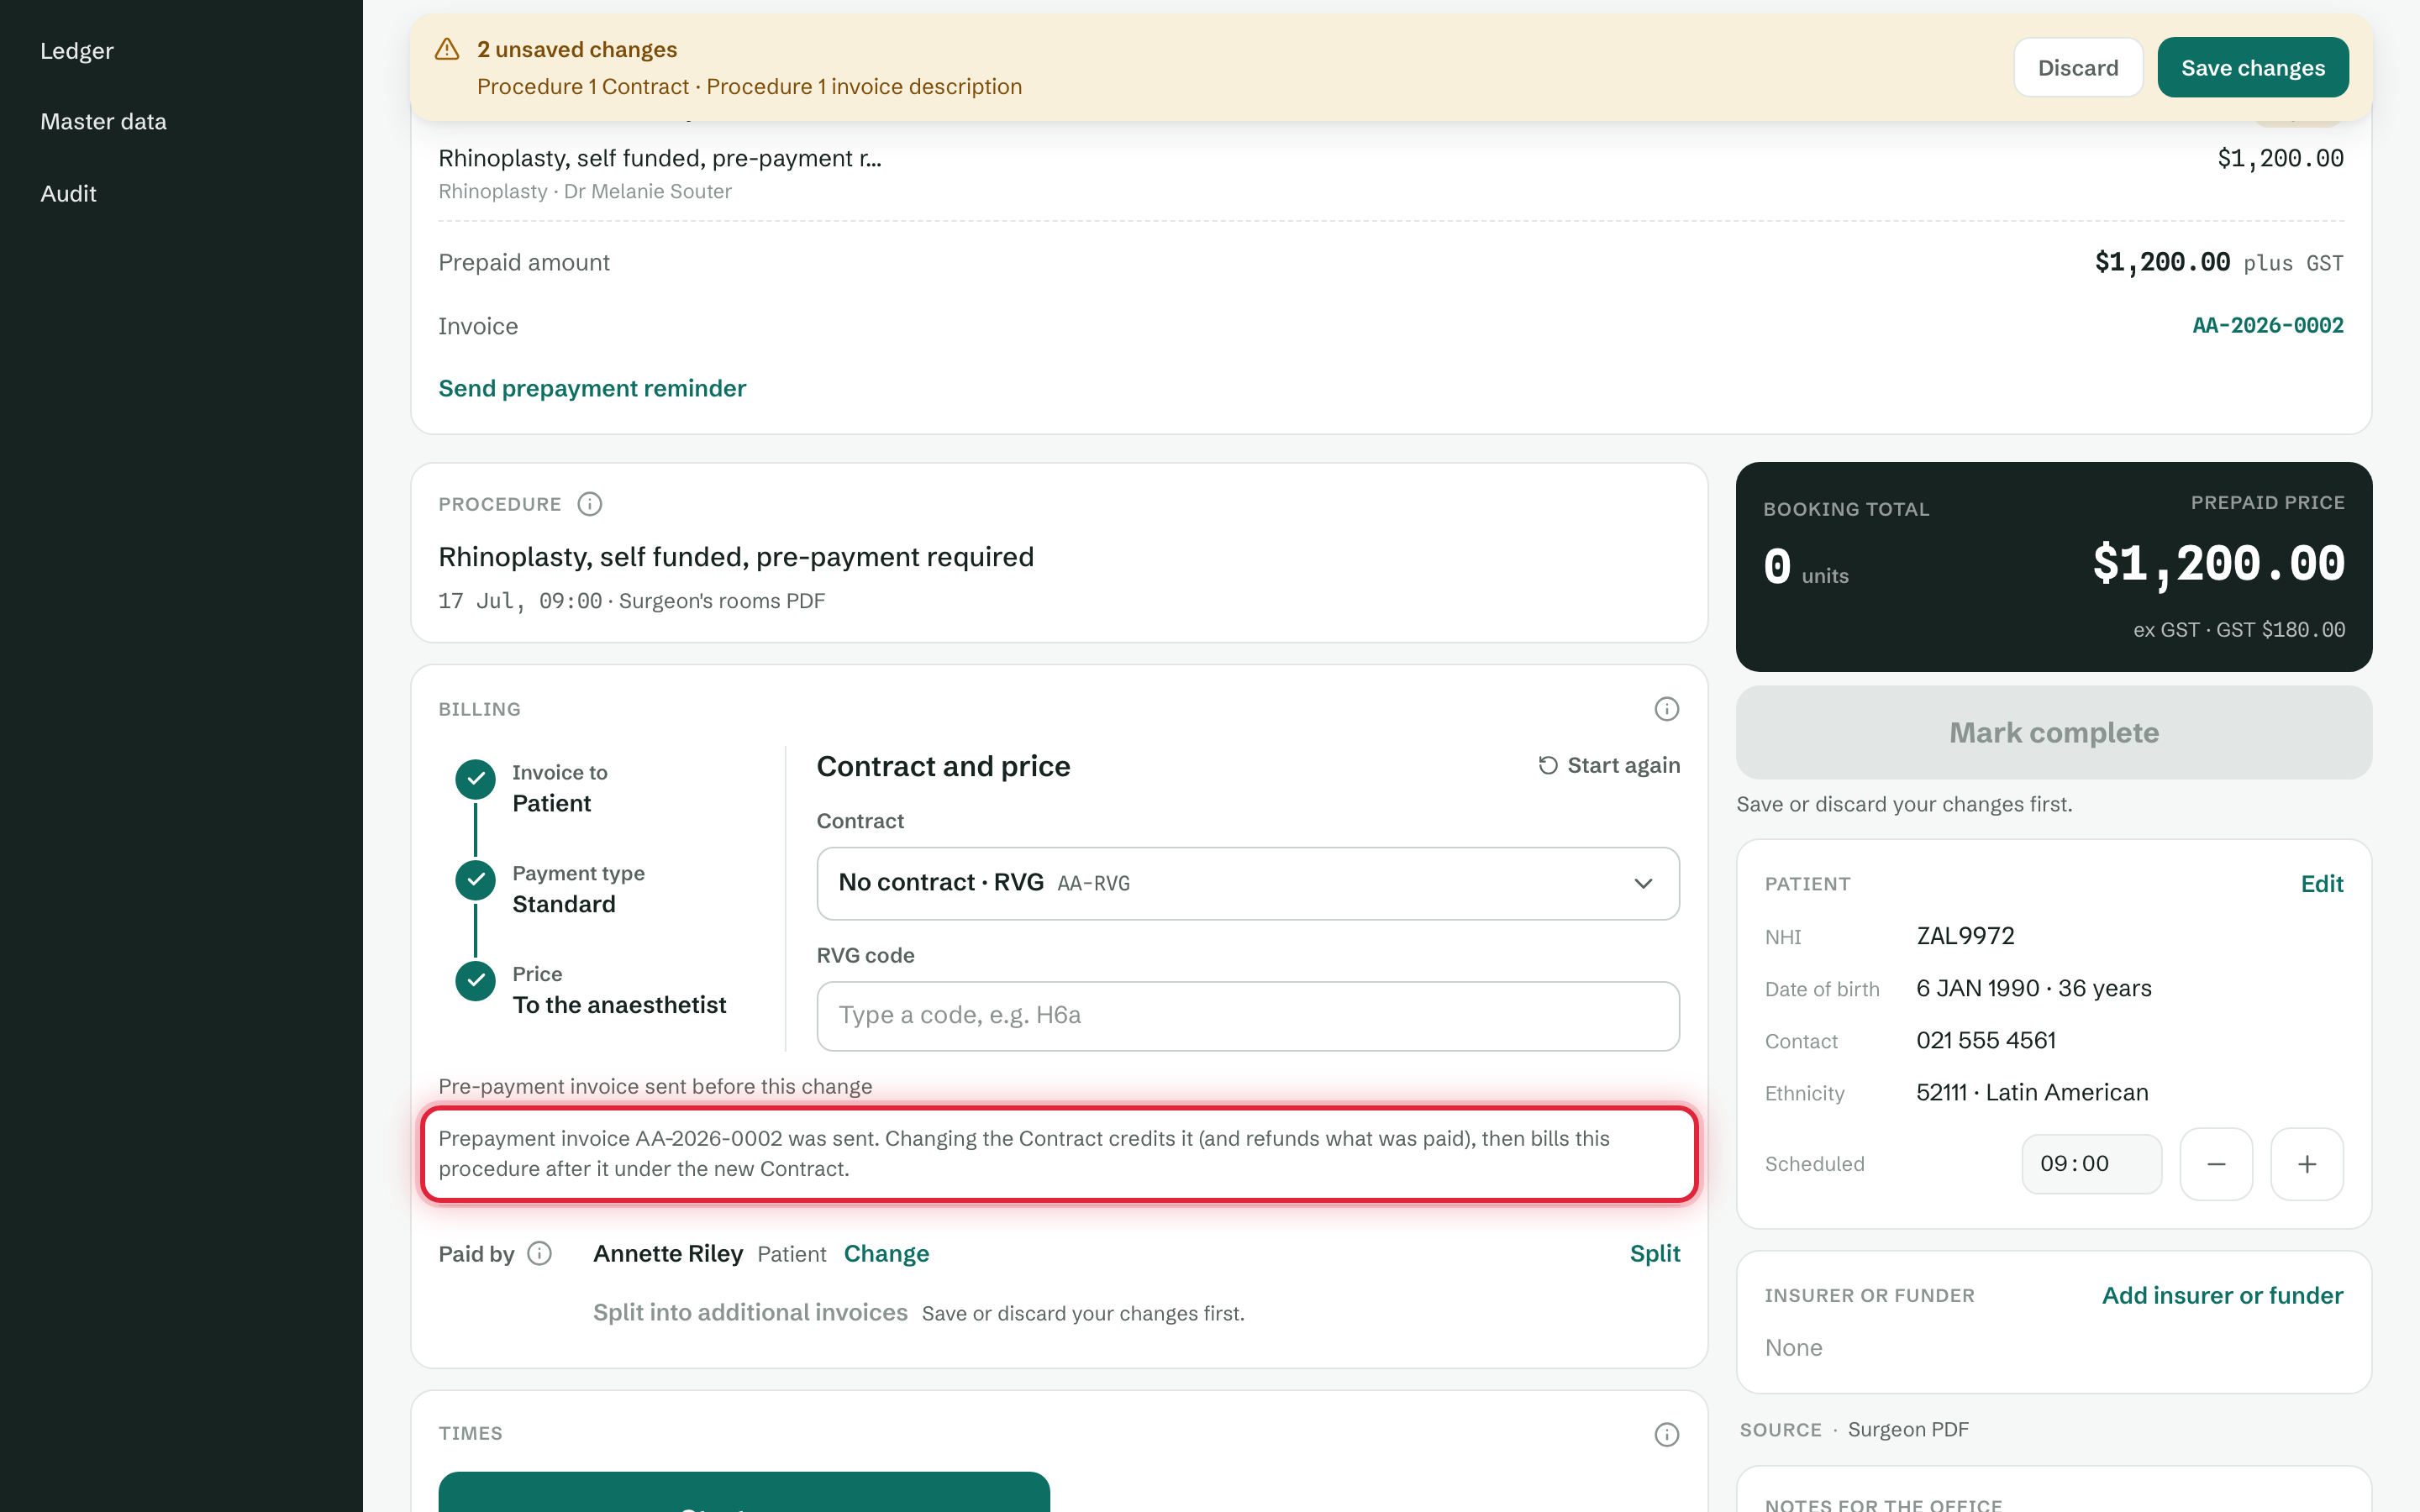 Ledger
Master data
Audit
2 unsaved changes
Procedure 1 Contract · Procedure 1 invoice description
Discard
Save changes
Rhinoplasty, self funded, pre-payment r...
$1,200.00
Rhinoplasty · Dr Melanie Souter
Prepaid amount
$1,200.00 plus GST
Invoice
AA-2026-0002
Send prepayment reminder
PROCEDURE
Rhinoplasty, self funded, pre-payment required
17 Jul, 09:00 · Surgeon's rooms PDF
BOOKING TOTAL
PREPAID PRICE
0 units
$1,200.00
ex GST · GST $180.00
Mark complete
Save or discard your changes first.
BILLING
Invoice to
Patient
Payment type
Standard
Price
To the anaesthetist
Contract and price
Start again
Contract
No contract · RVG AA-RVG
RVG code
Type a code, e.g. H6a
Pre-payment invoice sent before this change
Prepayment invoice AA-2026-0002 was sent. Changing the Contract credits it (and refunds what was paid), then bills this
procedure after it under the new Contract.
Paid by
Annette Riley Patient Change
Split
Split into additional invoices Save or discard your changes first.
TIMES
PATIENT
Edit
NHI
ZAL9972
Date of birth
6 JAN 1990 · 36 years
Contact
021 555 4561
Ethnicity
52111 · Latin American
Scheduled
09:00
INSURER OR FUNDER
Add insurer or funder
None
SOURCE · Surgeon PDF
NOTES FOR THE OFFICE